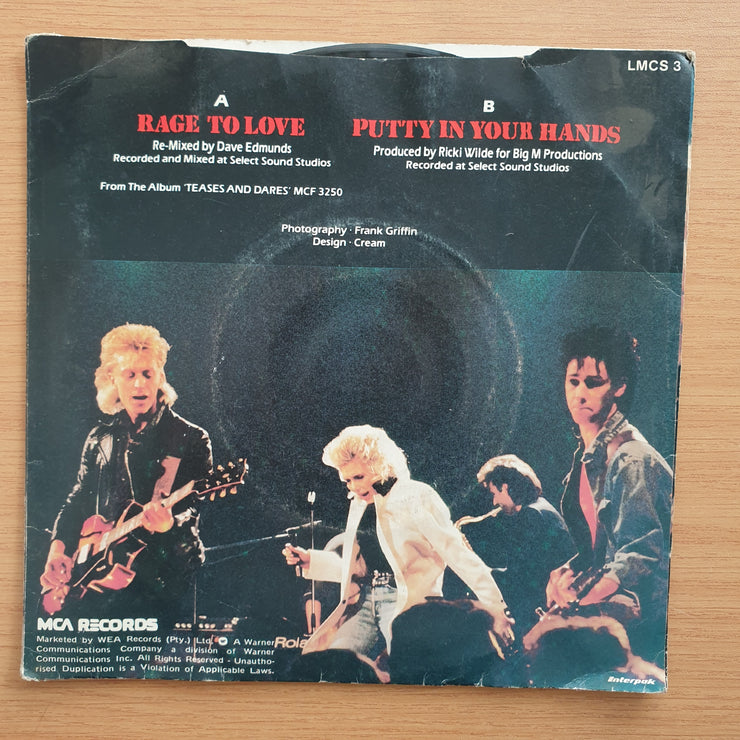 LMCS 3
A
RAGE TO LOVE
Re-Mixed by Dave Edmunds
Recorded and Mixed at Select Sound Studios
B
PUTTY IN YOUR HANDS
Produced by Ricki Wilde for Big M Productions
Recorded at Select Sound Studios
From The Album 'TEASES AND DARES' MCF 3250
Photography · Frank Griffin
Design · Cream
MCA RECORDS
Marketed by WEA Records (Pty.) Ltd. A Warner
Communications Company a division of Warner
Communications Inc. All Rights Reserved - Unautho-
rised Duplication is a Violation of Applicable Laws.
Rola
Interpak